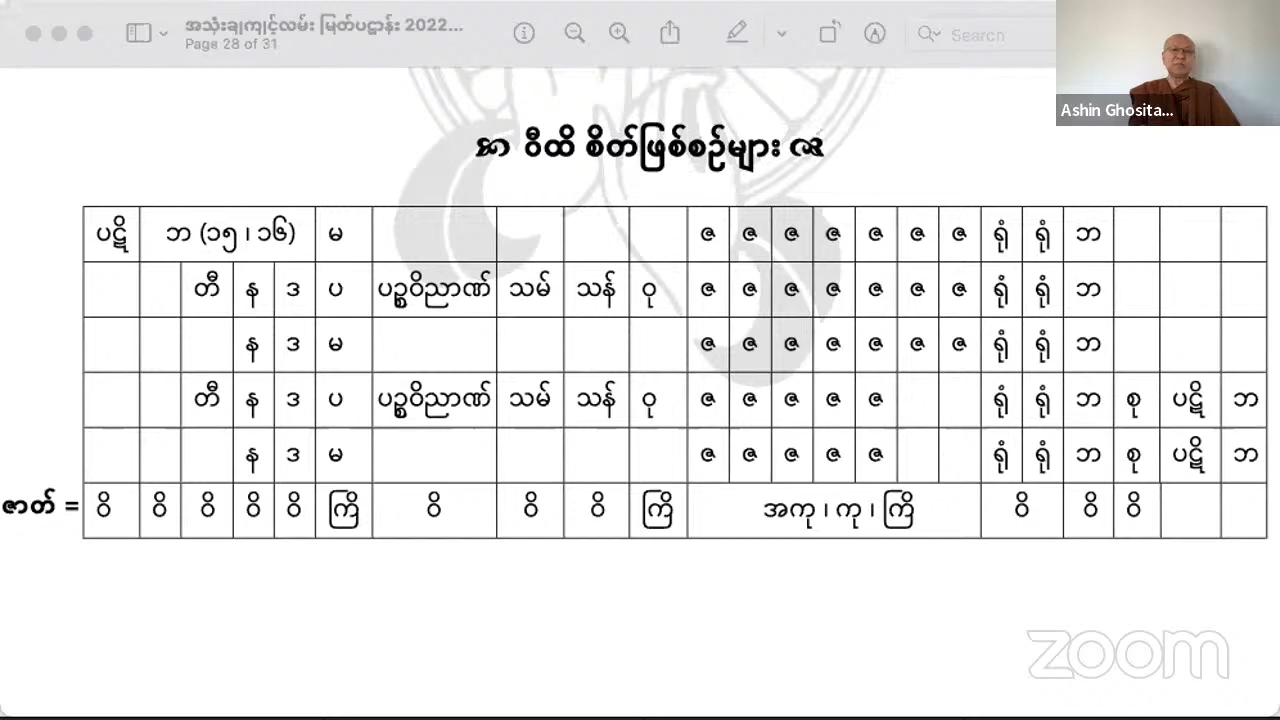 အသုံးချကျင့်လမ်း မြတ်ပဋ္ဌာန်း 2022...
Page 28 of 31
Search
Ashin Ghosita...
ဝီထိ စိတ်ဖြစ်စဉ်များ
ပဋိ ဘ (၁၅ ၊ ၁၆) မ ဇ ဇ ဇ ဇ ဇ ဇ ဇ ရုံ ရုံ ဘ
တီ န ဒ ပ ပဉ္စဝိညာဏ် သမ် သန် ဝု ဇ ဇ ဇ ဇ ဇ ဇ ဇ ရုံ ရုံ ဘ
န ဒ မ ဇ ဇ ဇ ဇ ဇ ဇ ဇ ရုံ ရုံ ဘ
တီ န ဒ ပ ပဉ္စဝိညာဏ် သမ် သန် ဝု ဇ ဇ ဇ ဇ ဇ ရုံ ရုံ ဘ စု ပဋိ ဘ
န ဒ မ ဇ ဇ ဇ ဇ ဇ ရုံ ရုံ ဘ စု ပဋိ ဘ
ဇာတ် = ဝိ ဝိ ဝိ ဝိ ဝိ ကြိ ဝိ ဝိ ဝိ ကြိ အကု ၊ ကု ၊ ကြိ ဝိ ဝိ ဝိ
zoom